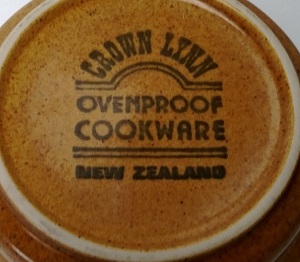 CROWN LYNN
OVENPROOF
COOKWARE
NEW ZEALAND